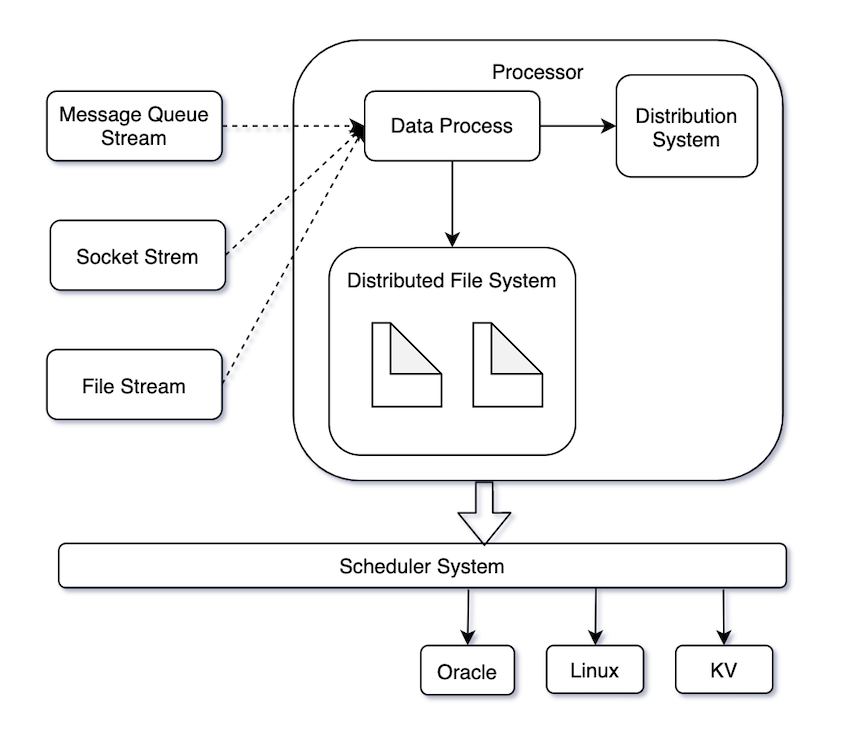 Processor
Message Queue
Stream
Data Process
Distribution
System
Socket Strem
Distributed File System
File Stream
Scheduler System
Oracle
Linux
KV